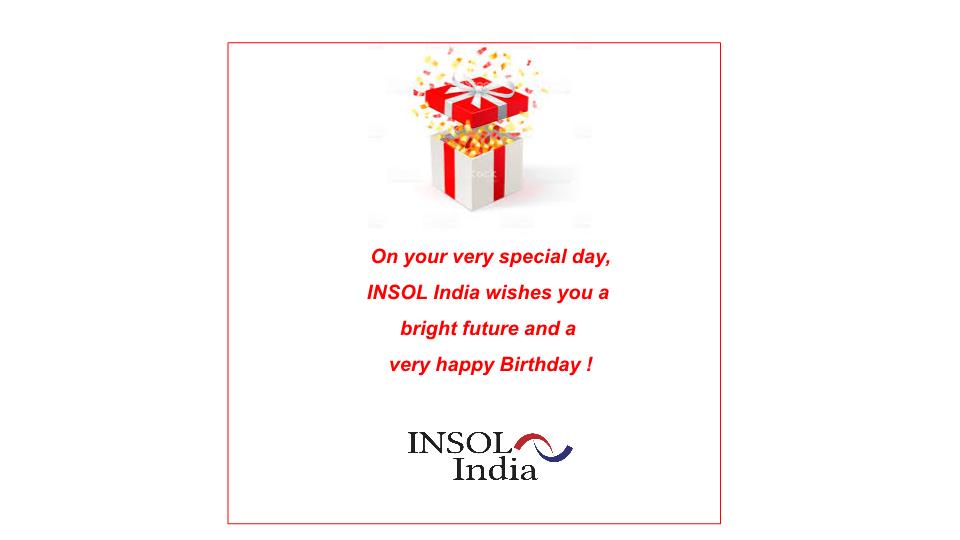 On your very special day,
INSOL India wishes you a
bright future and a
very happy Birthday !
INSOL
India